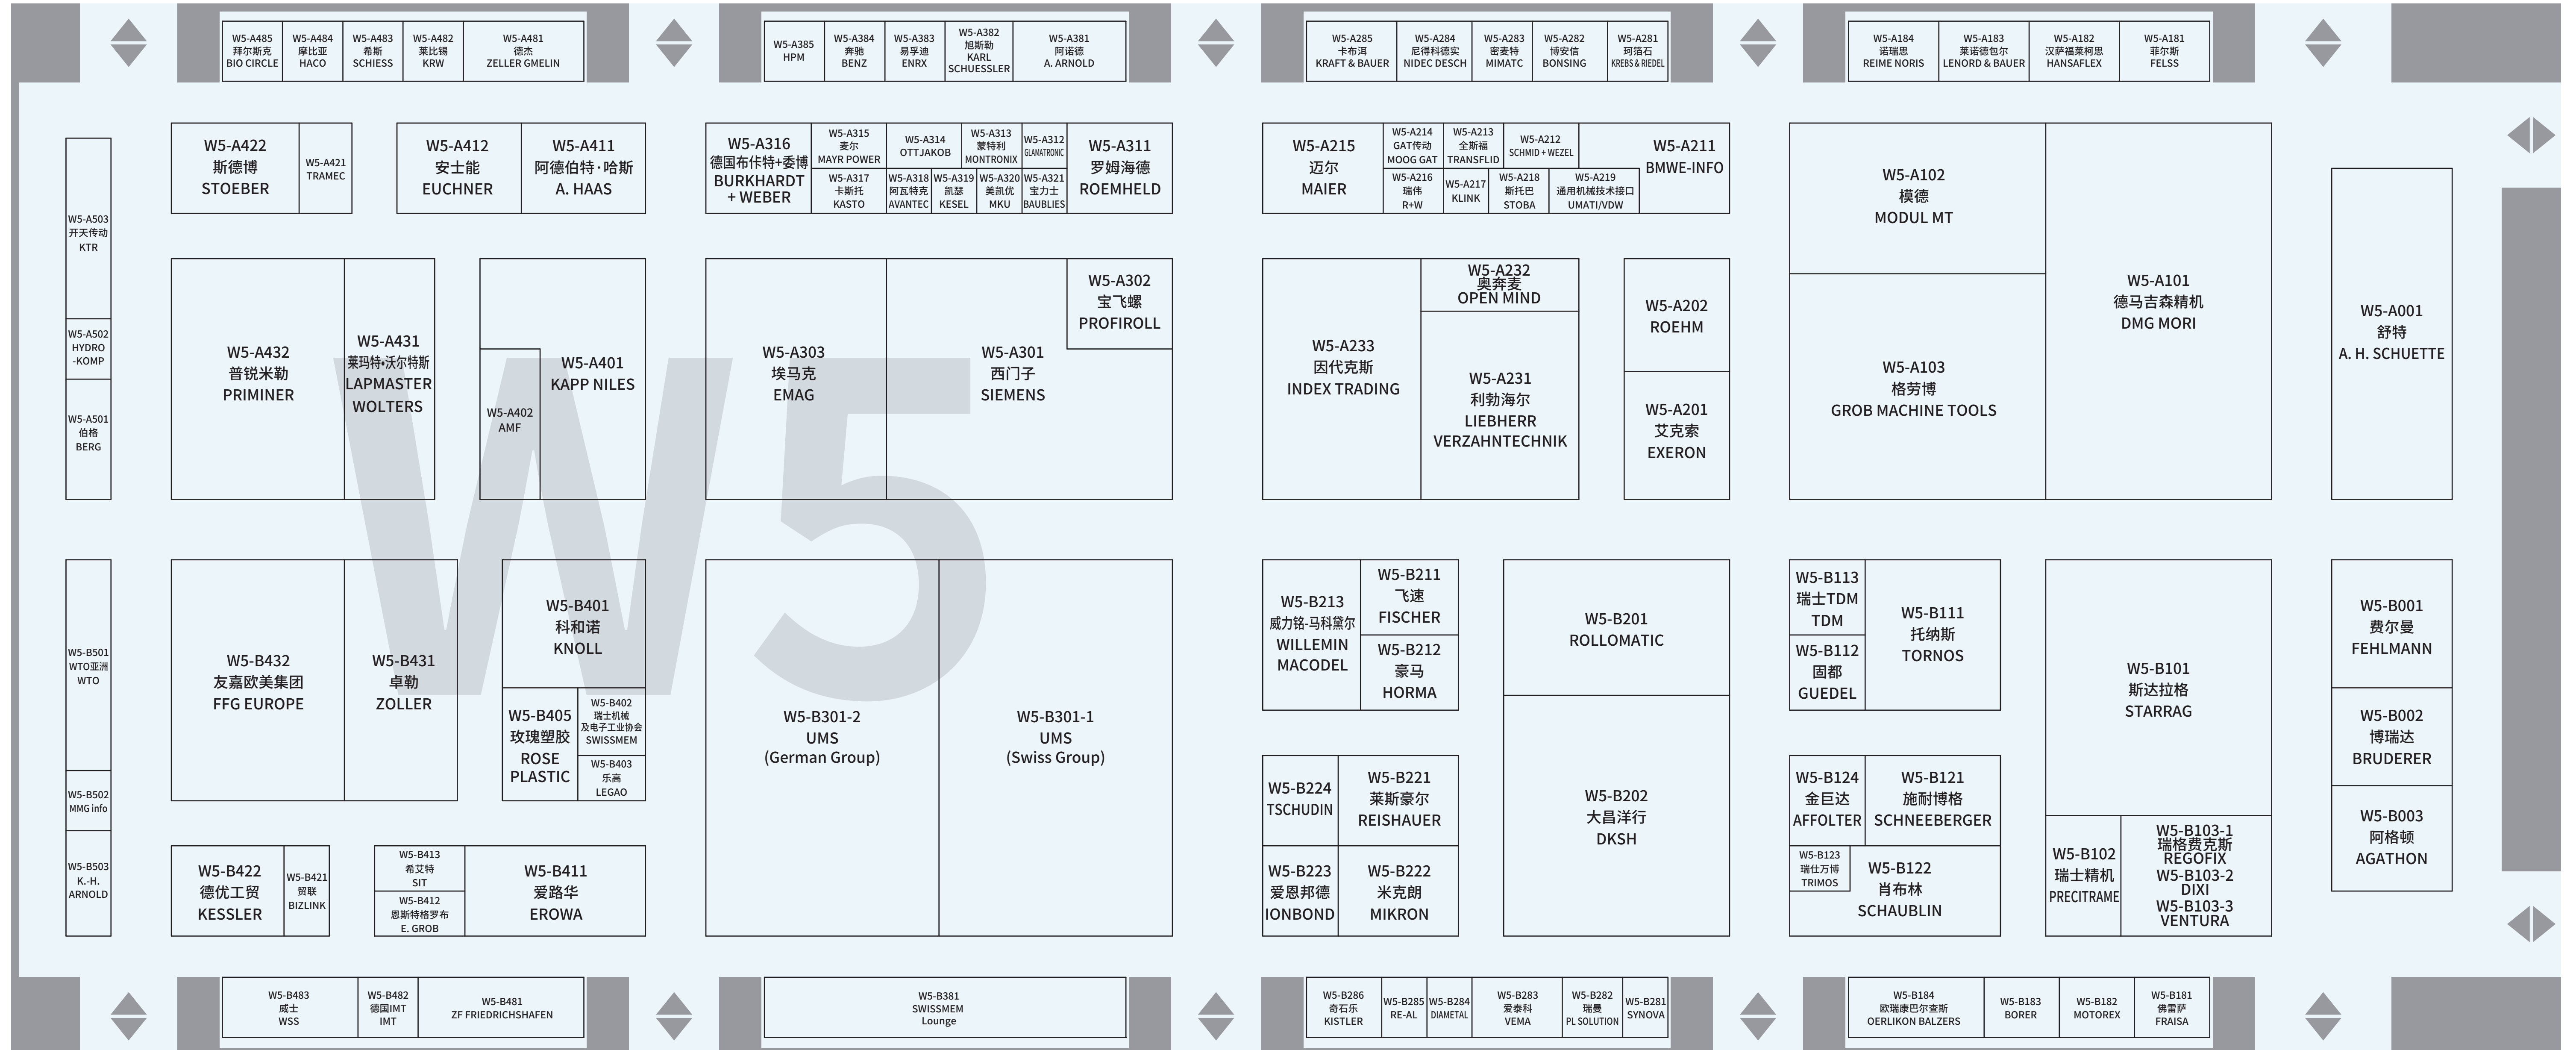 W5-A485
拜尔斯克
BIO CIRCLE
W5-A484
摩比亚
HACO
W5-A483
希斯
SCHIESS
W5-A482
莱比锡
KRW
W5-A481
德杰
ZELLER GMELIN
W5-A385
HPM
W5-A384
奔驰
BENZ
W5-A383
易孚迪
ENRX
W5-A382
旭斯勒
KARL
SCHUESSLER
W5-A381
阿诺德
A. ARNOLD
W5-A285
卡布洱
KRAFT & BAUER
W5-A284
尼得科德实
NIDEC DESCH
W5-A283
密麦特
MIMATC
W5-A282
博安信
BONSING
W5-A281
珂箔石
KREBS & RIEDEL
W5-A184
诺瑞思
REIME NORIS
W5-A183
莱诺德包尔
LENORD & BAUER
W5-A182
汉萨福莱柯思
HANSAFLEX
W5-A181
菲尔斯
FELSS
W5-A503
开天传动
KTR
W5-A502
HYDRO
-KOMP
W5-A501
伯格
BERG
W5-A422
斯德博
STOEBER
W5-A421
TRAMEC
W5-A412
安士能
EUCHNER
W5-A411
阿德伯特·哈斯
A. HAAS
W5-A316
德国布佧特+委博
BURKHARDT
+ WEBER
W5-A315
麦尔
MAYR POWER
W5-A314
OTTJAKOB
W5-A313
蒙特利
MONTRONIX
W5-A312
GLAMATRONIC
W5-A317
卡斯托
KASTO
W5-A318
阿瓦特克
AVANTEC
W5-A319
凯瑟
KESEL
W5-A320
美凯优
MKU
W5-A321
宝力士
BAUBLIES
W5-A311
罗姆海德
ROEMHELD
W5-A215
迈尔
MAIER
W5-A214
GAT传动
MOOG GAT
W5-A213
全斯福
TRANSFLID
W5-A212
SCHMID + WEZEL
W5-A216
瑞伟
R+W
W5-A217
KLINK
W5-A218
斯托巴
STOBA
W5-A219
通用机械技术接口
UMATI/VDW
W5-A211
BMWE-INFO
W5-A102
模德
MODUL MT
W5-A101
德马吉森精机
DMG MORI
W5-A103
格劳博
GROB MACHINE TOOLS
W5-A001
舒特
A. H. SCHUETTE
W5-A432
普锐米勒
PRIMINER
W5-A431
莱玛特•沃尔特斯
LAPMASTER
WOLTERS
W5-A401
KAPP NILES
W5-A402
AMF
W5-A303
埃马克
EMAG
W5-A301
西门子
SIEMENS
W5-A302
宝飞螺
PROFIROLL
W5-A233
因代克斯
INDEX TRADING
W5-A232
奥奔麦
OPEN MIND
W5-A231
利勃海尔
LIEBHERR
VERZAHNTECHNIK
W5-A202
ROEHM
W5-A201
艾克索
EXERON
W5
W5-B501
WTO亚洲
WTO
W5-B502
MMG info
W5-B503
K.-H.
ARNOLD
W5-B432
友嘉欧美集团
FFG EUROPE
W5-B431
卓勒
ZOLLER
W5-B401
科和诺
KNOLL
W5-B405
玫瑰塑胶
ROSE
PLASTIC
W5-B402
瑞士机械
及电子工业协会
SWISSMEM
W5-B403
乐高
LEGAO
W5-B422
德优工贸
KESSLER
W5-B421
贸联
BIZLINK
W5-B413
希艾特
SIT
W5-B412
恩斯特格罗布
E. GROB
W5-B411
爱路华
EROWA
W5-B301-2
UMS
(German Group)
W5-B301-1
UMS
(Swiss Group)
W5-B213
威力铭-马科黛尔
WILLEMIN
MACODEL
W5-B211
飞速
FISCHER
W5-B212
豪马
HORMA
W5-B201
ROLLOMATIC
W5-B202
大昌洋行
DKSH
W5-B224
TSCHUDIN
W5-B221
莱斯豪尔
REISHAUER
W5-B223
爱恩邦德
IONBOND
W5-B222
米克朗
MIKRON
W5-B113
瑞士TDM
TDM
W5-B112
固都
GUEDEL
W5-B111
托纳斯
TORNOS
W5-B124
金巨达
AFFOLTER
W5-B121
施耐博格
SCHNEEBERGER
W5-B123
瑞仕万博
TRIMOS
W5-B122
肖布林
SCHAUBLIN
W5-B101
斯达拉格
STARRAG
W5-B102
瑞士精机
PRECITRAME
W5-B103-1
瑞格费克斯
REGOFIX
W5-B103-2
DIXI
W5-B103-3
VENTURA
W5-B001
费尔曼
FEHLMANN
W5-B002
博瑞达
BRUDERER
W5-B003
阿格顿
AGATHON
W5-B483
威士
WSS
W5-B482
德国IMT
IMT
W5-B481
ZF FRIEDRICHSHAFEN
W5-B381
SWISSMEM
Lounge
W5-B286
奇石乐
KISTLER
W5-B285
RE-AL
W5-B284
DIAMETAL
W5-B283
爱泰科
VEMA
W5-B282
瑞曼
PL SOLUTION
W5-B281
SYNOVA
W5-B184
欧瑞康巴尔查斯
OERLIKON BALZERS
W5-B183
BORER
W5-B182
MOTOREX
W5-B181
佛雷萨
FRAISA